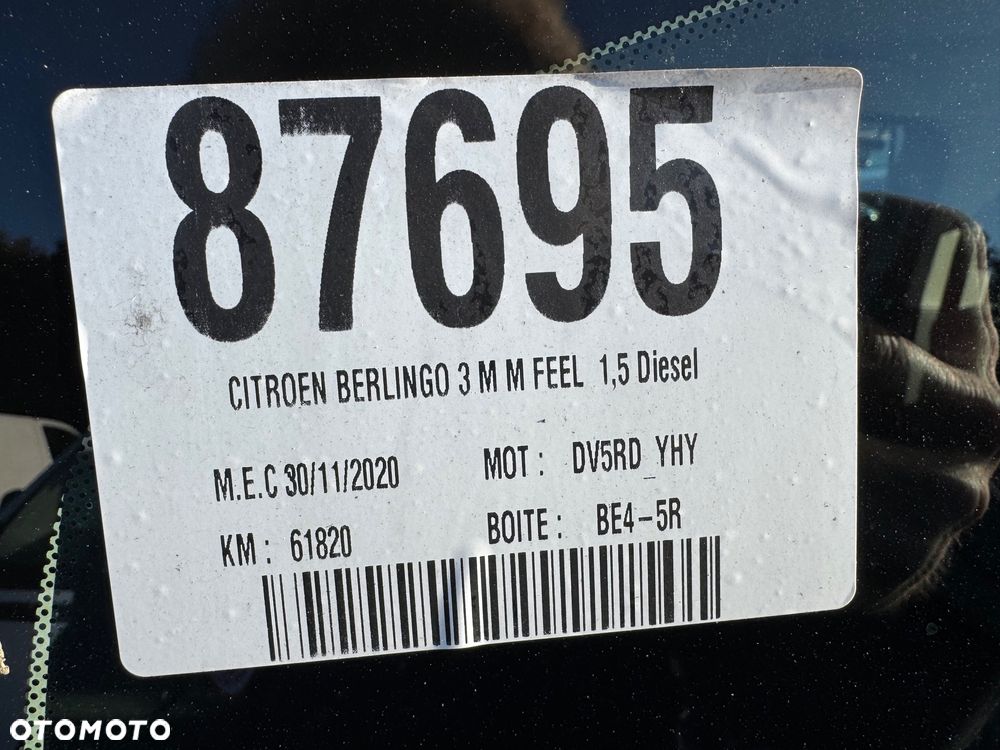 87695
CITROEN BERLINGO 3 M M FEEL 1,5 Diesel
M.E.C 30/11/2020 MOT : DV5RD_YHY
KM : 61820 BOITE : BE4-5R
OTOMOTO